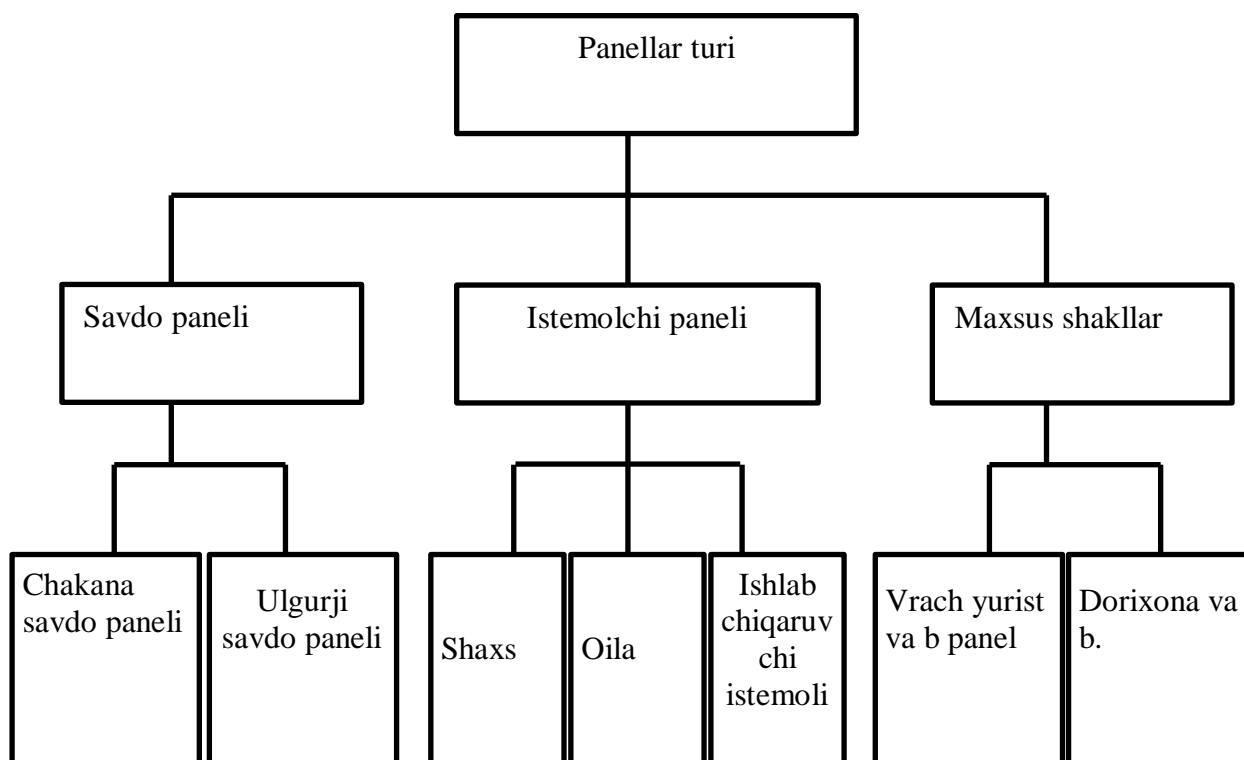 Panellar turi
Savdo paneli
Istemolchi paneli
Maxsus shakllar
Chakana
savdo paneli
Ulgurji
savdo paneli
Shaxs
Oila
Ishlab
chiqaruv
chi
istemoli
Vrach yurist
va b panel
Dorixona va
b.